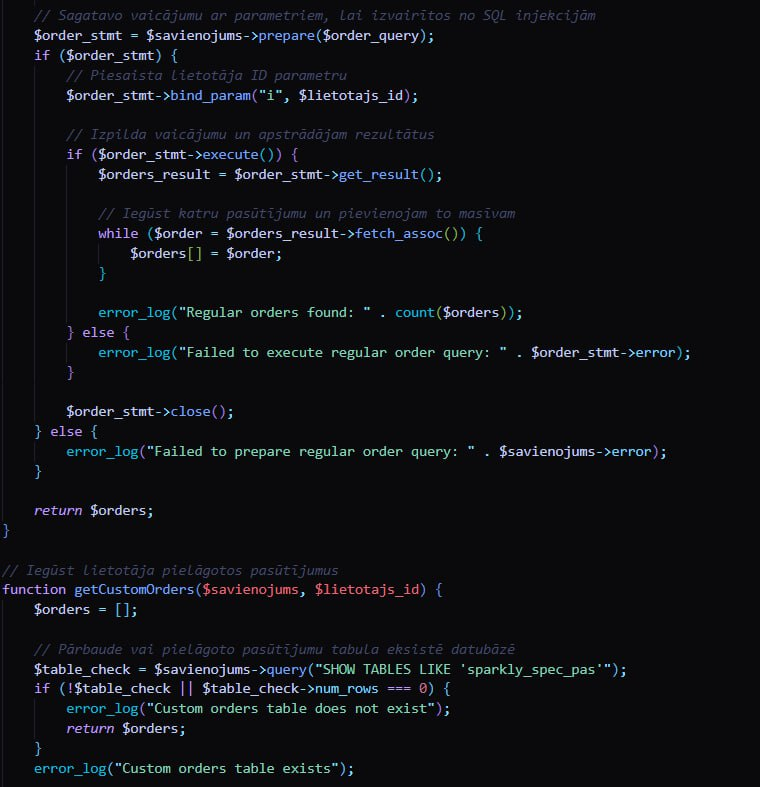 // Sagatavo vaicājumu ar parametriem, lai izvairītos no SQL injekcijām
$order_stmt = $savienojums->prepare($order_query);
if ($order_stmt) {
// Piesaista lietotāja ID parametru
$order_stmt->bind_param("i", $lietotajs_id);
// Izpilda vaicājumu un apstrādājam rezultātus
if ($order_stmt->execute()) {
$orders_result = $order_stmt->get_result();
// Iegūst katru pasūtījumu un pievienojam to masīvam
while ($order = $orders_result->fetch_assoc()) {
$orders[] = $order;
}
error_log("Regular orders found: " . count($orders));
} else {
error_log("Failed to execute regular order query: " . $order_stmt->error);
}
$order_stmt->close();
} else {
error_log("Failed to prepare regular order query: " . $savienojums->error);
}
return $orders;
}
// Iegūst lietotāja pielāgotos pasūtījumus
function getCustomOrders($savienojums, $lietotajs_id) {
$orders = [];
// Pārbaude vai pielāgoto pasūtījumu tabula eksistē datubāzē
$table_check = $savienojums->query("SHOW TABLES LIKE 'sparkly_spec_pas'");
if (!$table_check || $table_check->num_rows === 0) {
error_log("Custom orders table does not exist");
return $orders;
}
error_log("Custom orders table exists");